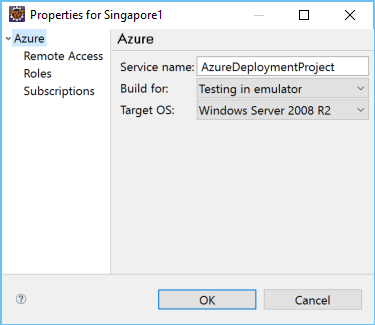 Properties for Singapore1
Azure
Remote Access
Roles
Subscriptions
Azure
Service name: AzureDeploymentProject
Build for: Testing in emulator
Target OS: Windows Server 2008 R2
? OK Cancel